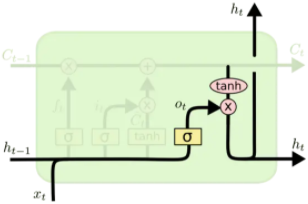 h_t
C_{t-1} × + C_t
tanh
f_t i_t × o_t ×
C̃_t
σ σ tanh σ
h_{t-1} h_t
x_t